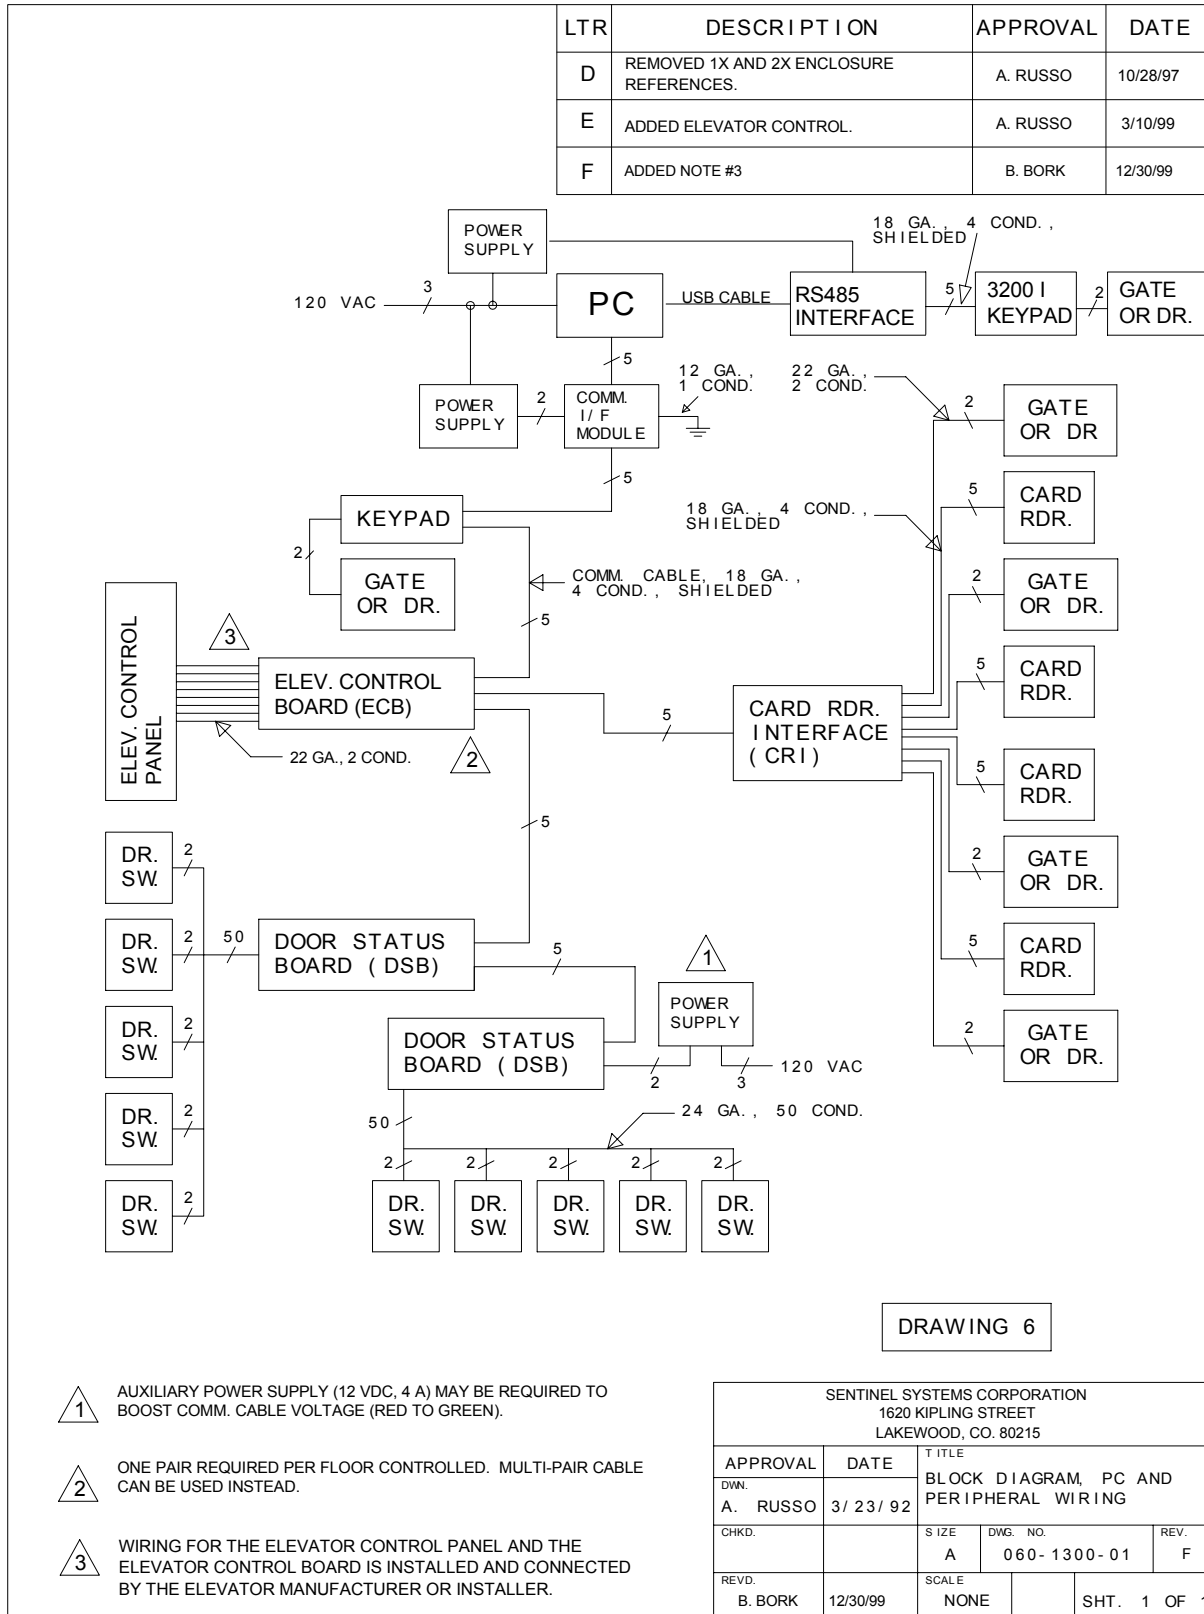 LTR DESCRIPTION APPROVAL DATE
D REMOVED 1X AND 2X ENCLOSURE
REFERENCES. A. RUSSO 10/28/97
E ADDED ELEVATOR CONTROL. A. RUSSO 3/10/99
F ADDED NOTE #3 B. BORK 12/30/99
18 GA., 4 COND.,
SHIELDED
POWER
SUPPLY
120 VAC
3
PC
USB CABLE
RS485
INTERFACE
5
3200 I
KEYPAD
2
GATE
OR DR.
5
12 GA.,
1 COND.
22 GA.,
2 COND.
POWER
SUPPLY
2
COMM.
I/F
MODULE
2
GATE
OR DR
5
KEYPAD
18 GA., 4 COND.,
SHIELDED
5
CARD
RDR.
2
GATE
OR DR.
COMM. CABLE, 18 GA.,
4 COND., SHIELDED
2
GATE
OR DR.
5
3
ELEV. CONTROL
PANEL
ELEV. CONTROL
BOARD (ECB)
5
CARD RDR.
INTERFACE
(CRI)
5
CARD
RDR.
22 GA., 2 COND.
2
5
CARD
RDR.
5
DR.
SW.
2
2
GATE
OR DR.
DR.
SW.
2
50
DOOR STATUS
BOARD (DSB)
5
1
5
CARD
RDR.
POWER
SUPPLY
DR.
SW.
2
DOOR STATUS
BOARD (DSB)
2
3
120 VAC
2
GATE
OR DR.
DR.
SW.
2
50
24 GA., 50 COND.
DR.
SW.
2
2
2
2
2
2
DR.
SW.
DR.
SW.
DR.
SW.
DR.
SW.
DR.
SW.
DRAWING 6
1
AUXILIARY POWER SUPPLY (12 VDC, 4 A) MAY BE REQUIRED TO
BOOST COMM. CABLE VOLTAGE (RED TO GREEN).
2
ONE PAIR REQUIRED PER FLOOR CONTROLLED. MULTI-PAIR CABLE
CAN BE USED INSTEAD.
3
WIRING FOR THE ELEVATOR CONTROL PANEL AND THE
ELEVATOR CONTROL BOARD IS INSTALLED AND CONNECTED
BY THE ELEVATOR MANUFACTURER OR INSTALLER.
SENTINEL SYSTEMS CORPORATION
1620 KIPLING STREET
LAKEWOOD, CO. 80215
APPROVAL DATE TITLE
BLOCK DIAGRAM, PC AND
PERIPHERAL WIRING
DWN.
A. RUSSO 3/23/92
CHKD. SIZE DWG. NO. REV.
A 060-1300-01 F
REVD. SCALE
B. BORK 12/30/99 NONE SHT. 1 OF